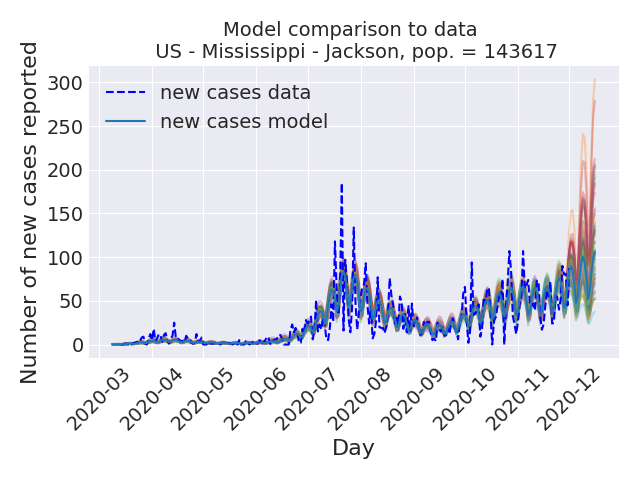 Model comparison to data
US - Mississippi - Jackson, pop. = 143617
Number of new cases reported
300
250
200
150
100
50
0
new cases data
new cases model
2020-03
2020-04
2020-05
2020-06
2020-07
2020-08
2020-09
2020-10
2020-11
2020-12
Day